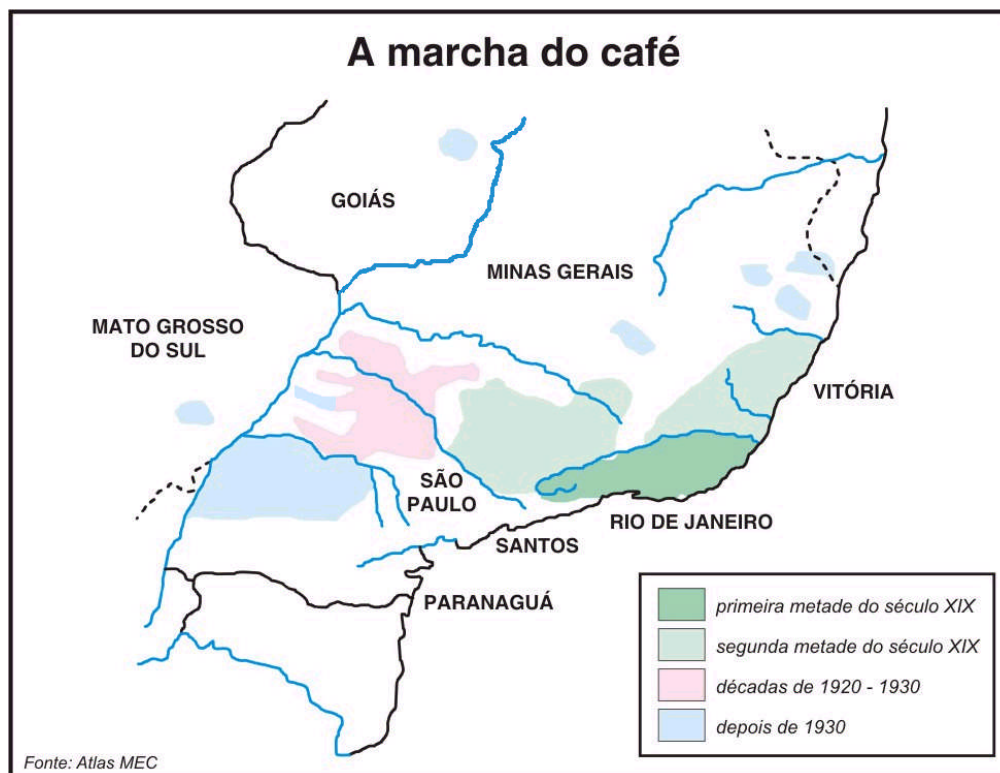 A marcha do café
GOIÁS
MINAS GERAIS
MATO GROSSO
DO SUL
VITÓRIA
SÃO
PAULO
RIO DE JANEIRO
SANTOS
PARANAGUÁ
primeira metade do século XIX
segunda metade do século XIX
décadas de 1920 - 1930
depois de 1930
Fonte: Atlas MEC